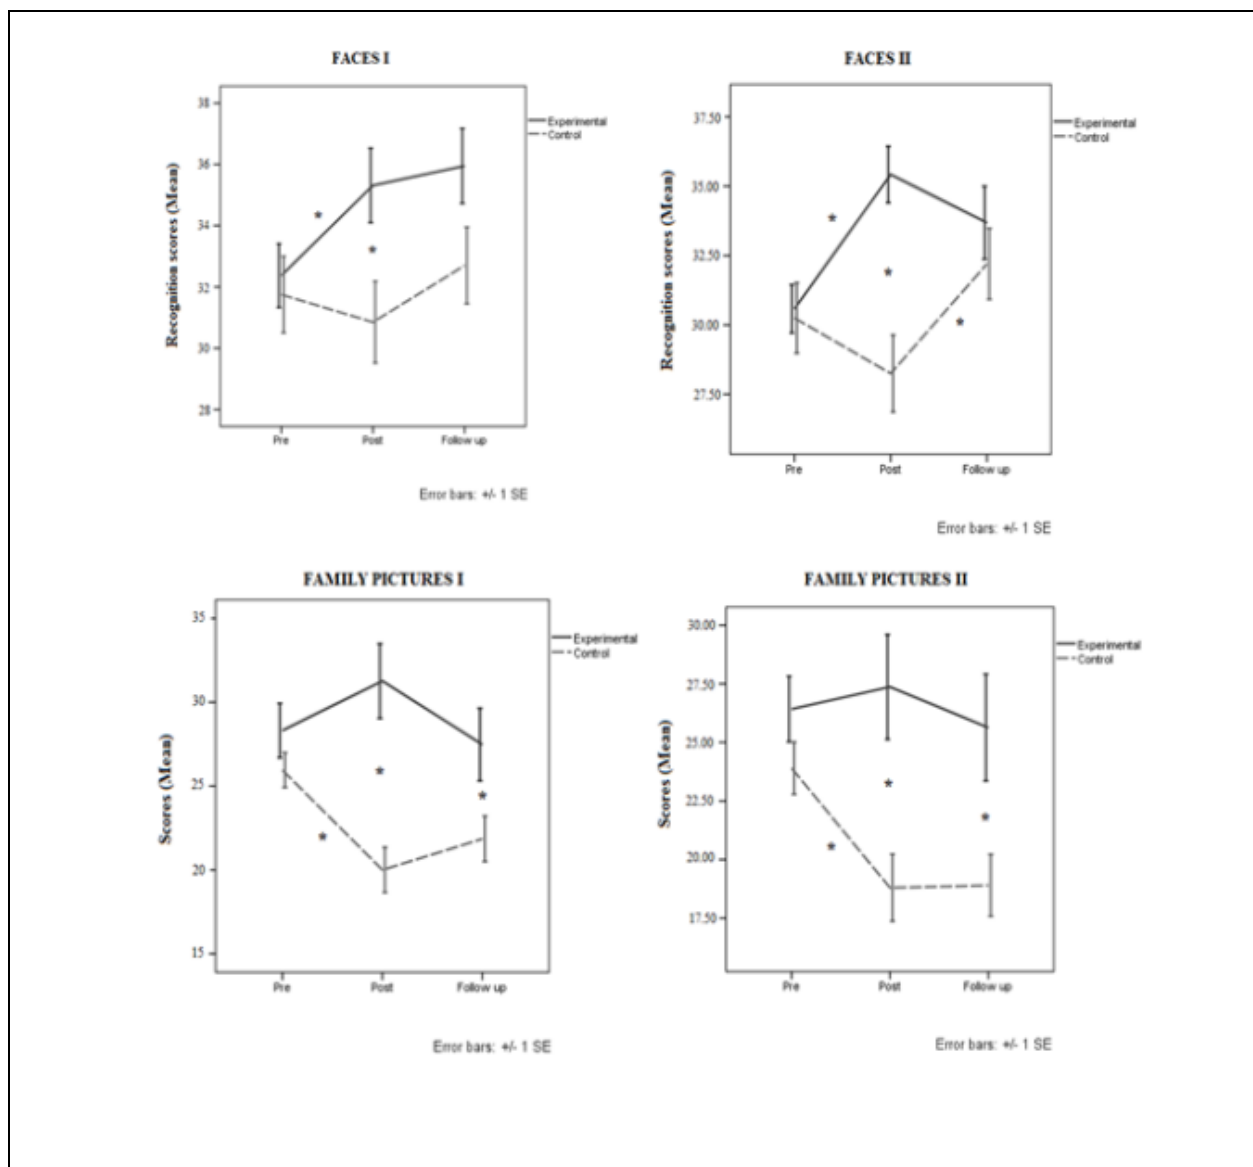 FACES I
Recognition scores (Mean)
38
36
34
32
30
28
Pre
Post
Follow up
Experimental
Control
*
*
Error bars: +/- 1 SE
FACES II
Recognition scores (Mean)
37.50
35.00
32.50
30.00
27.50
Pre
Post
Follow up
Experimental
Control
*
*
*
Error bars: +/- 1 SE
FAMILY PICTURES I
Scores (Mean)
35
30
25
20
15
Pre
Post
Follow up
Experimental
Control
*
*
*
Error bars: +/- 1 SE
FAMILY PICTURES II
Scores (Mean)
30.00
27.50
25.00
22.50
20.00
17.50
Pre
Post
Follow up
Experimental
Control
*
*
*
Error bars: +/- 1 SE